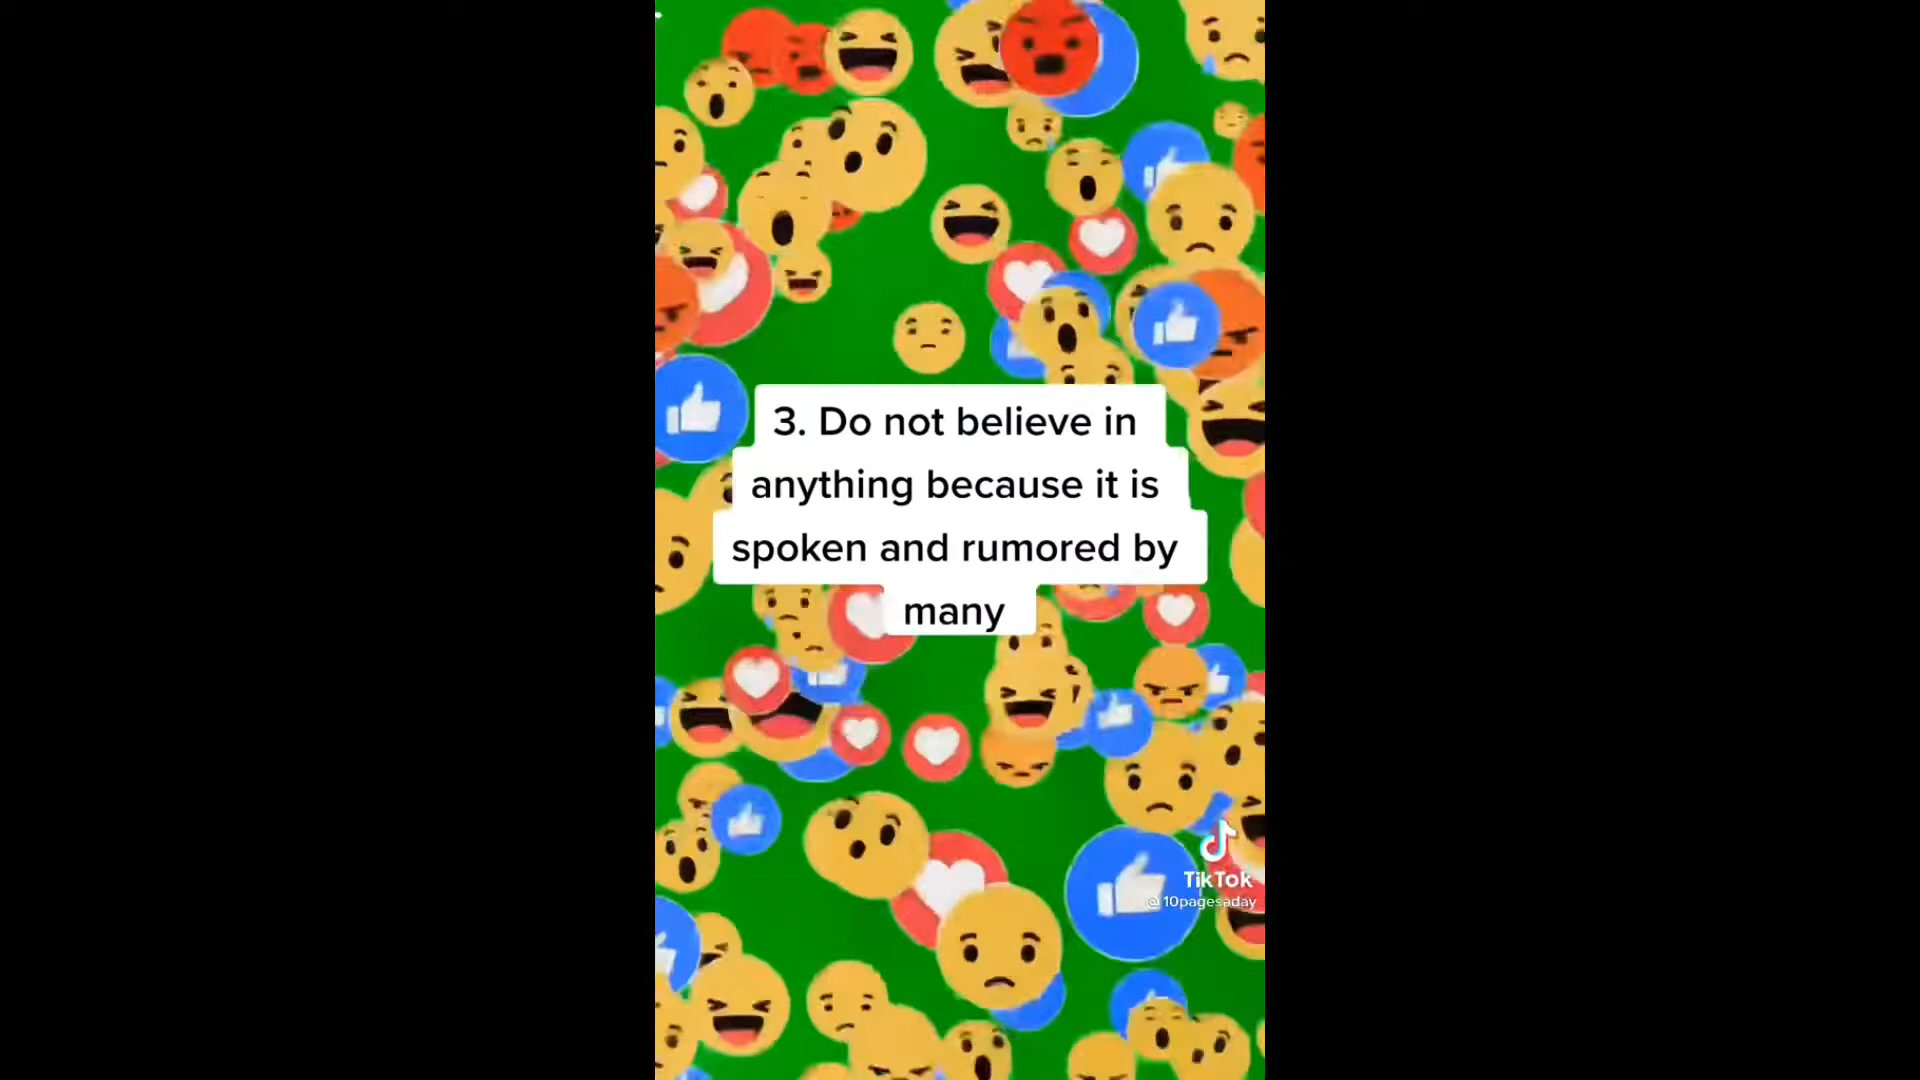 3. Do not believe in
anything because it is
spoken and rumored by
many
TikTok
@10pagesaday